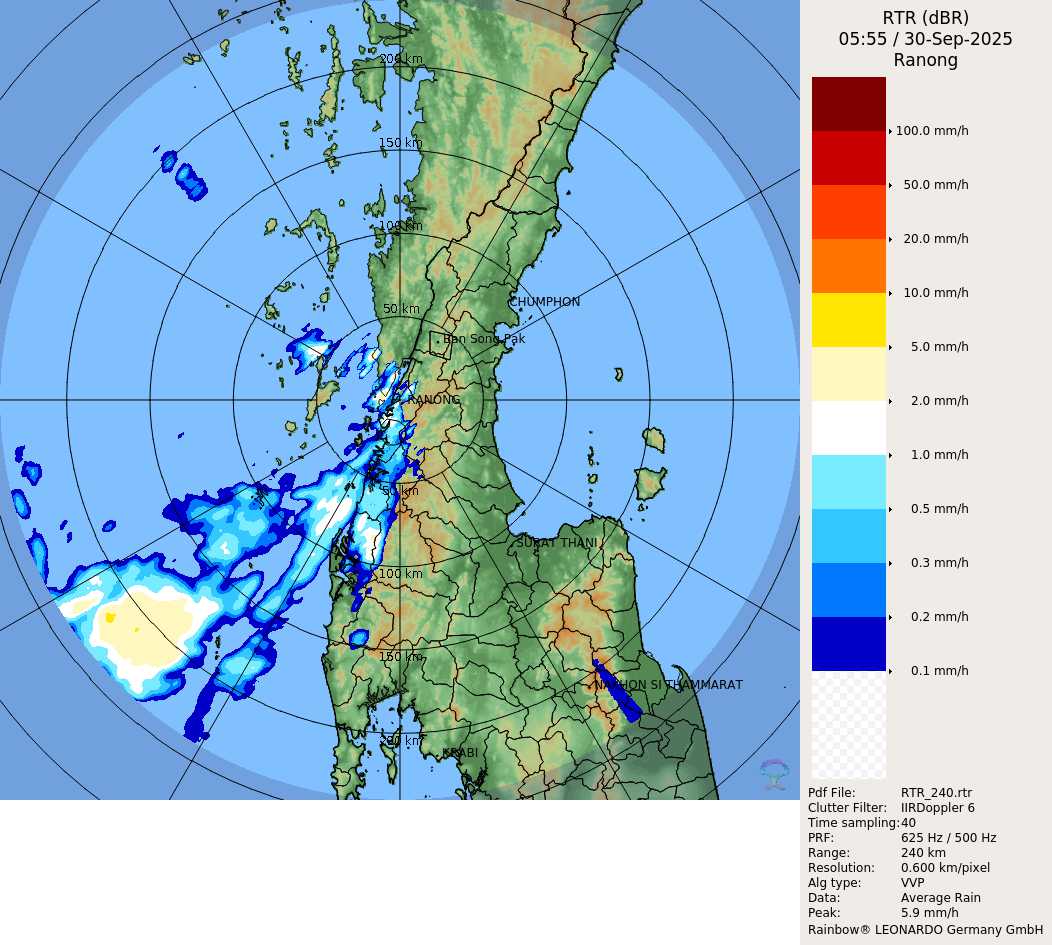 RTR (dBR)
05:55 / 30-Sep-2025
Ranong
200 km
150 km
100 km
50 km
CHUMPHON
Ban Song Pak
RANONG
50 km
SURAT THANI
100 km
150 km
NAKHON SI THAMMARAT
200 km
KRABI
100.0 mm/h
50.0 mm/h
20.0 mm/h
10.0 mm/h
5.0 mm/h
2.0 mm/h
1.0 mm/h
0.5 mm/h
0.3 mm/h
0.2 mm/h
0.1 mm/h
Pdf File: RTR_240.rtr
Clutter Filter: IIRDoppler 6
Time sampling:40
PRF: 625 Hz / 500 Hz
Range: 240 km
Resolution: 0.600 km/pixel
Alg type: VVP
Data: Average Rain
Peak: 5.9 mm/h
Rainbow® LEONARDO Germany GmbH